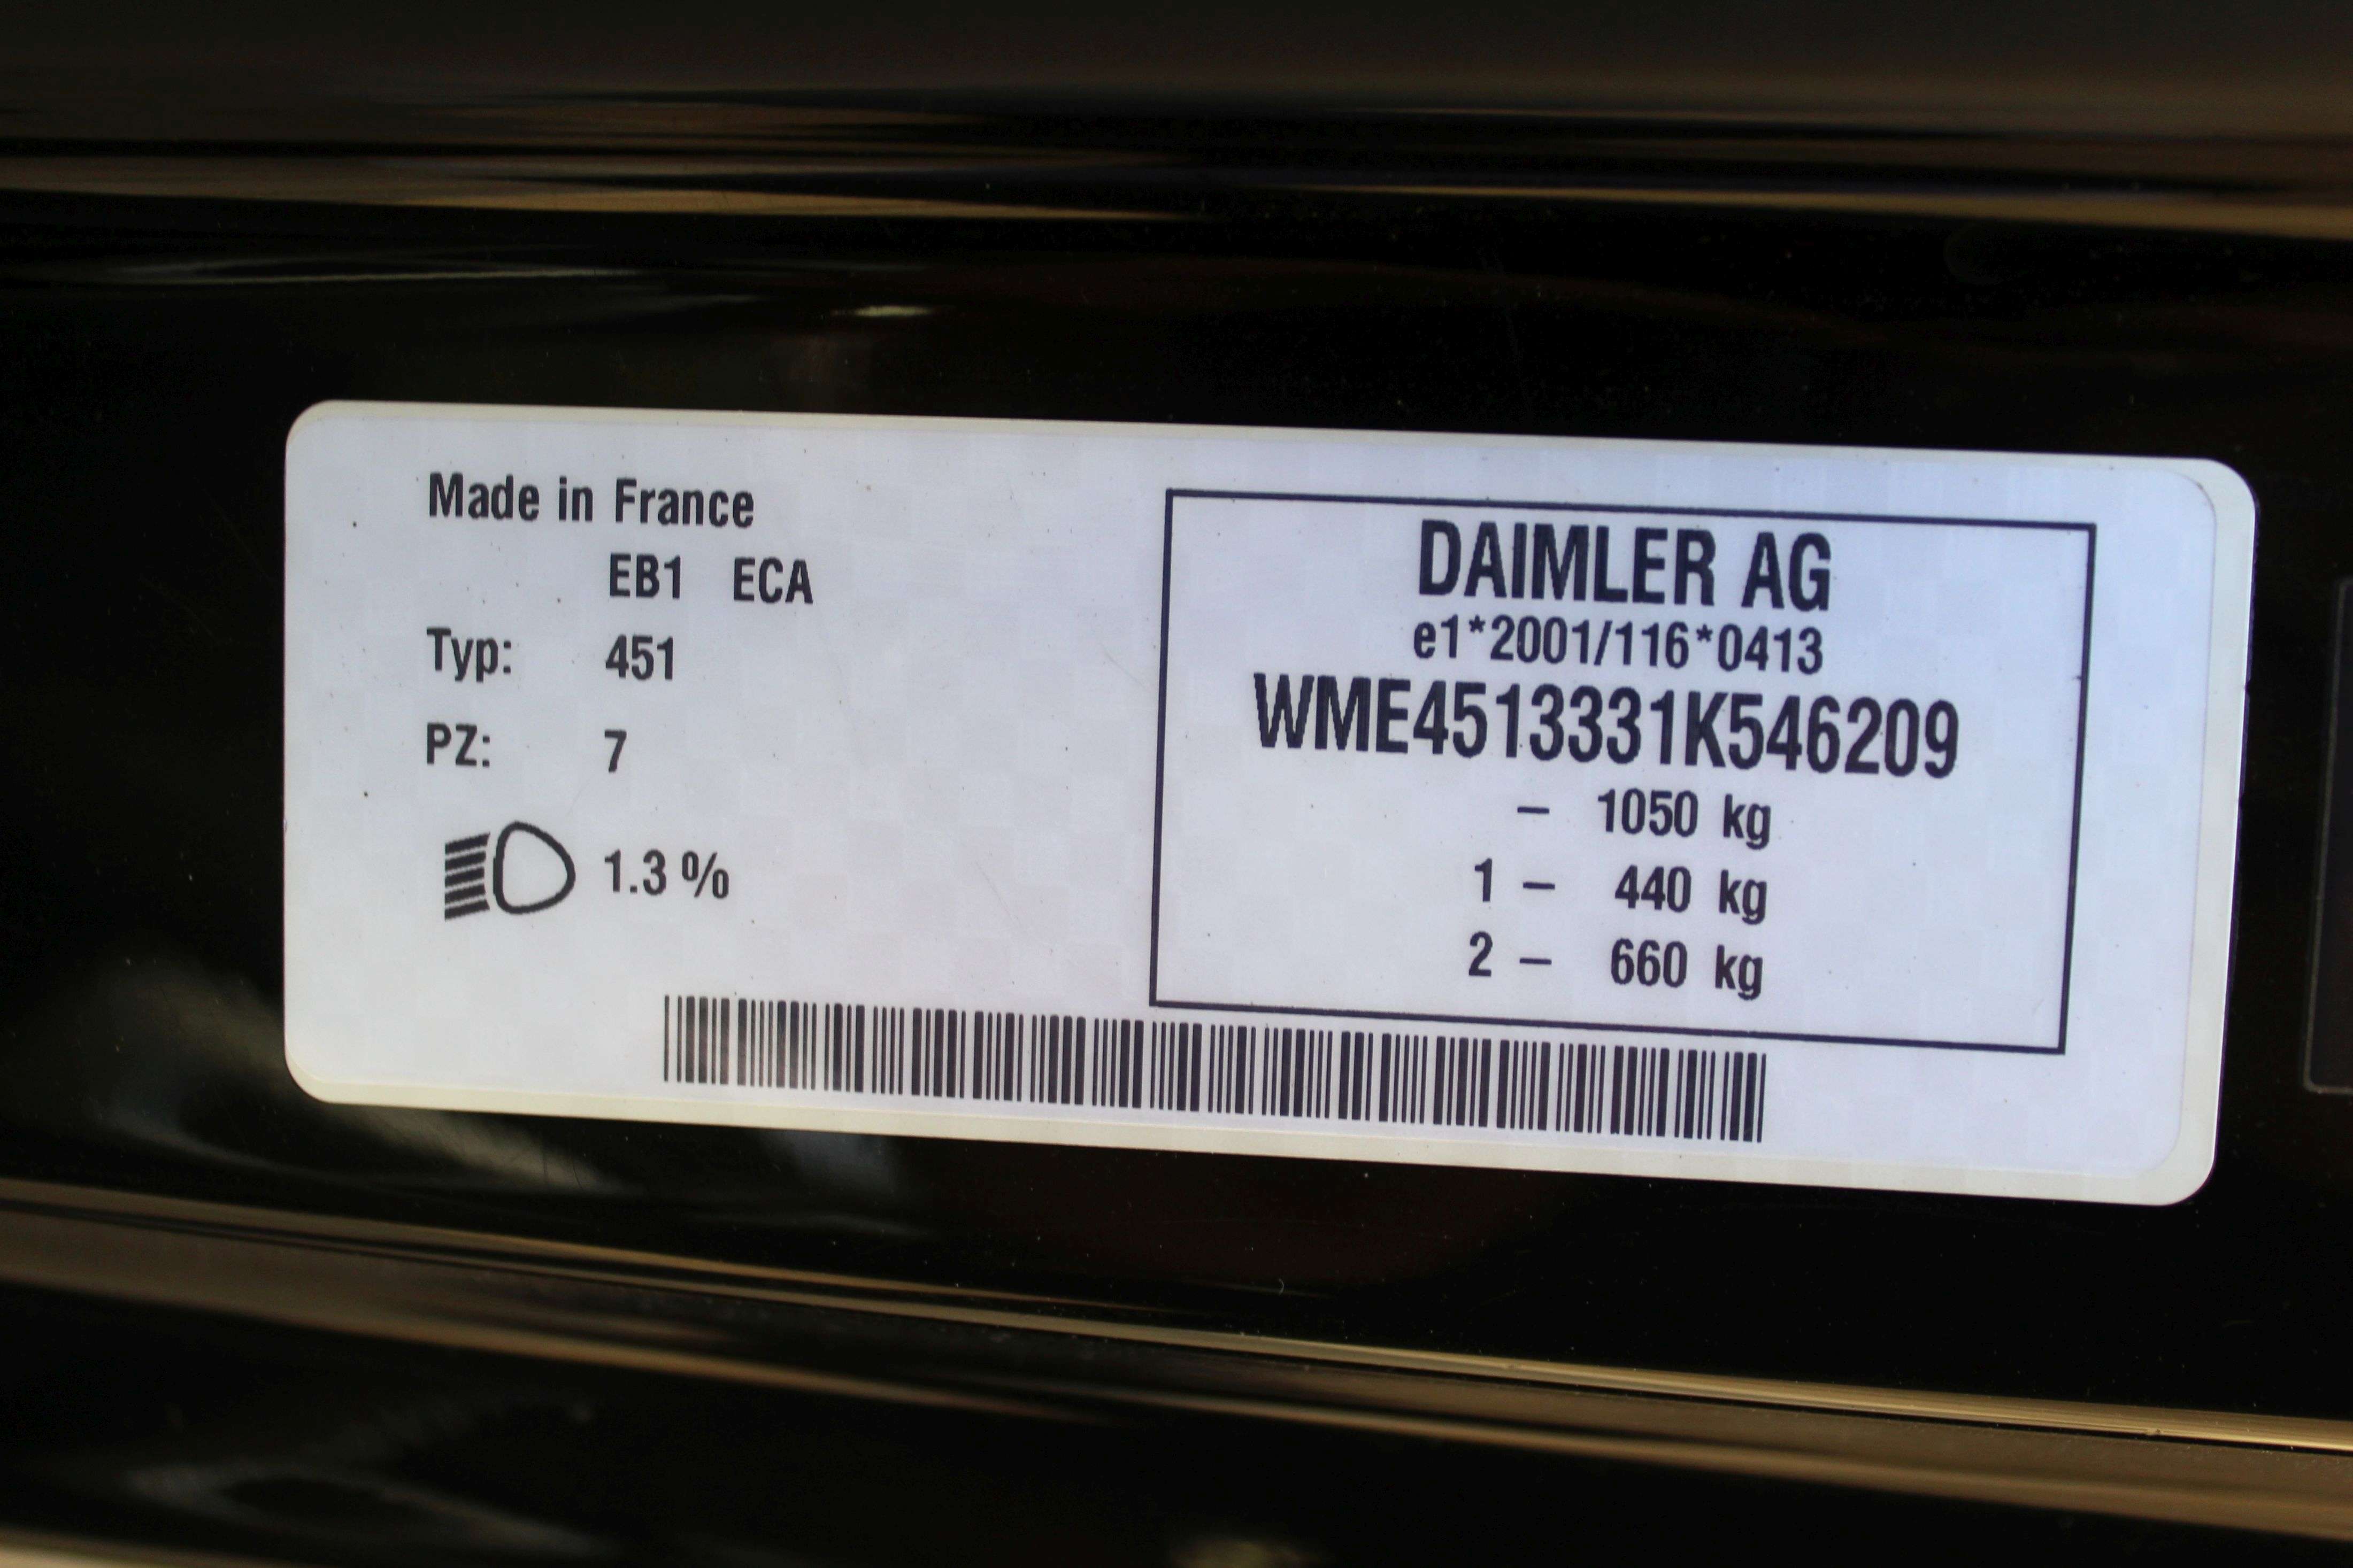 Made in France
EB1 ECA
Typ: 451
PZ: 7
1.3 %
DAIMLER AG
e1*2001/116*0413
WME4513331K546209
– 1050 kg
1 – 440 kg
2 – 660 kg